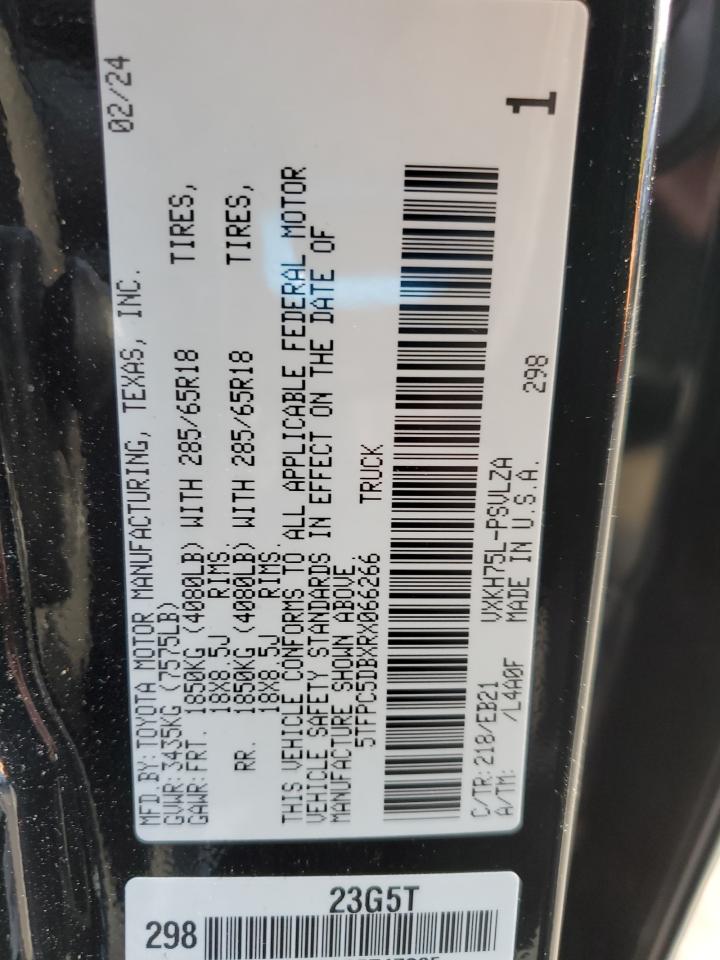 MFD.BY:TOYOTA MOTOR MANUFACTURING, TEXAS, INC. 02/24
GVWR:3435KG (7575LB)
GAWR:FRT. 1850KG (4080LB) WITH 285/65R18 TIRES,
18X8.5J RIMS.
RR. 1850KG (4080LB) WITH 285/65R18 TIRES,
18X8.5J RIMS.
THIS VEHICLE CONFORMS TO ALL APPLICABLE FEDERAL MOTOR
VEHICLE SAFETY STANDARDS IN EFFECT ON THE DATE OF
MANUFACTURE SHOWN ABOVE.
5TFPC5DBXRX066266 TRUCK
C/TR:218/EB21 VXKH75L-PSVLZA
A/TM: /L4A0F MADE IN U.S.A. 298
1
23G5T
298